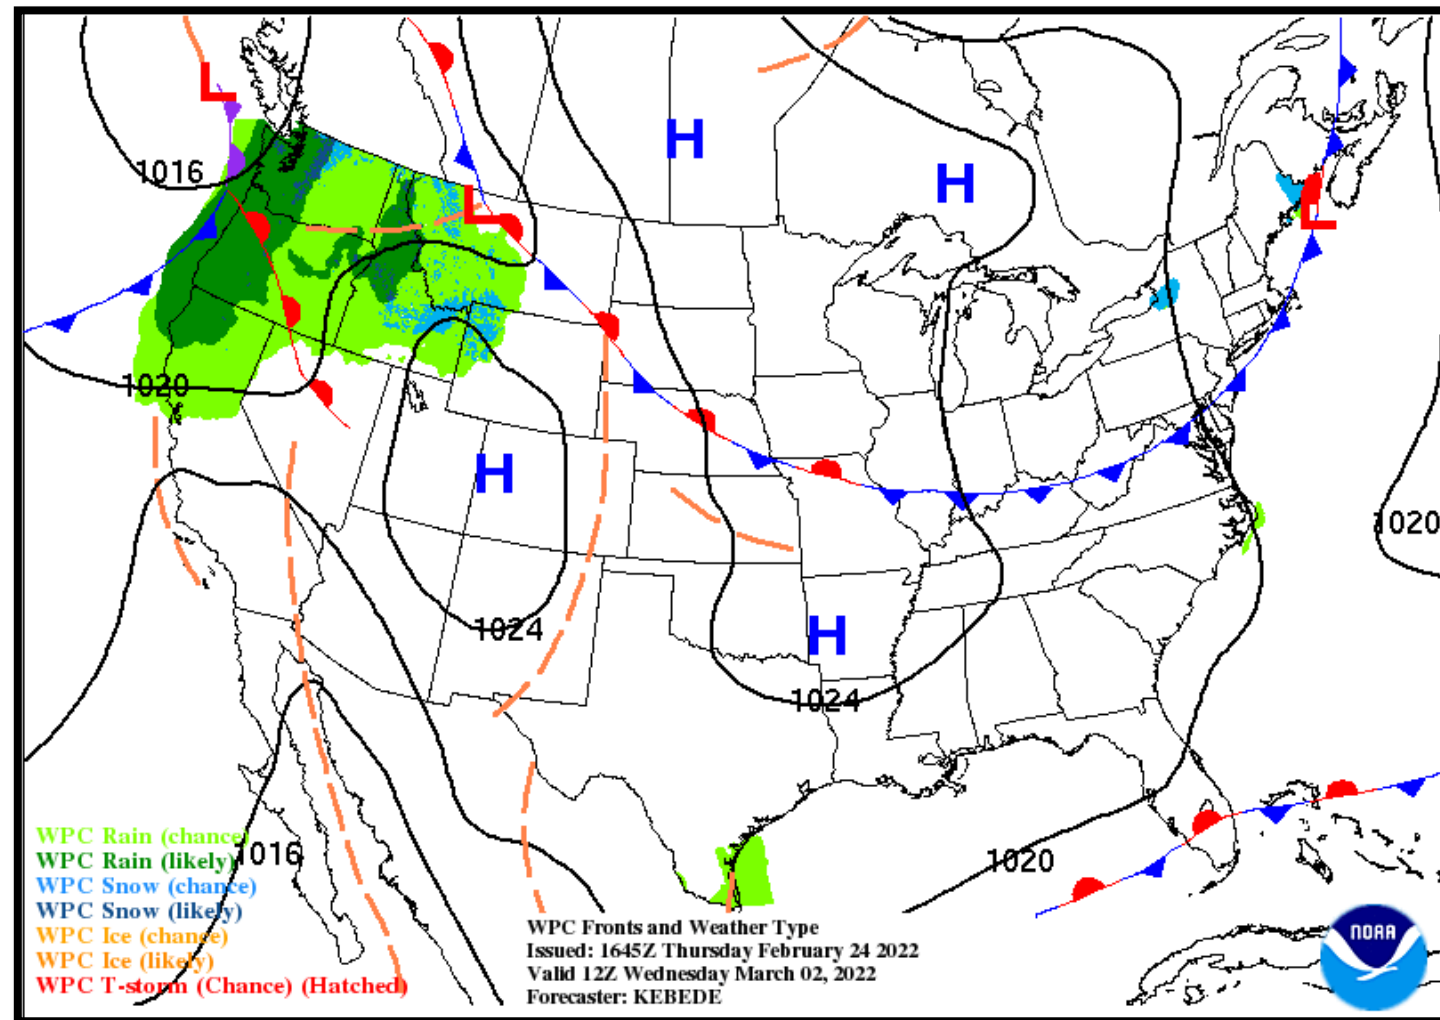 L
H
H
1016
L
L
1020
H
1020
H
1024
1024
WPC Rain (chance)
WPC Rain (likely)
1016
1020
WPC Snow (chance)
WPC Snow (likely)
WPC Ice (chance)
WPC Ice (likely)
WPC T-storm (Chance) (Hatched)
WPC Fronts and Weather Type
Issued: 1645Z Thursday February 24 2022
Valid 12Z Wednesday March 02, 2022
Forecaster: KEBEDE
NOAA